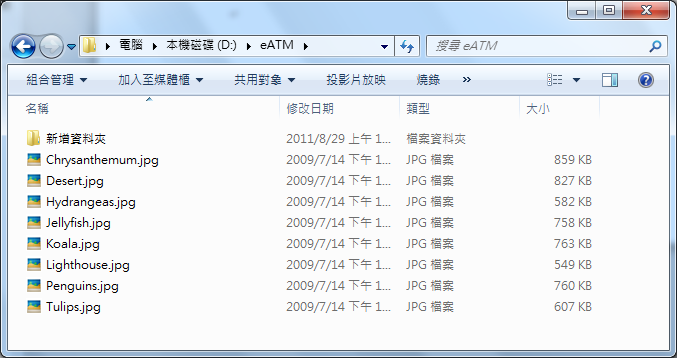 電腦 本機磁碟 (D:) eATM 搜尋 eATM
組合管理 加入至媒體櫃 共用對象 投影片放映 燒錄 »
名稱 修改日期 類型 大小
新增資料夾 2011/8/29 上午 1... 檔案資料夾
Chrysanthemum.jpg 2009/7/14 下午 1... JPG 檔案 859 KB
Desert.jpg 2009/7/14 下午 1... JPG 檔案 827 KB
Hydrangeas.jpg 2009/7/14 下午 1... JPG 檔案 582 KB
Jellyfish.jpg 2009/7/14 下午 1... JPG 檔案 758 KB
Koala.jpg 2009/7/14 下午 1... JPG 檔案 763 KB
Lighthouse.jpg 2009/7/14 下午 1... JPG 檔案 549 KB
Penguins.jpg 2009/7/14 下午 1... JPG 檔案 760 KB
Tulips.jpg 2009/7/14 下午 1... JPG 檔案 607 KB